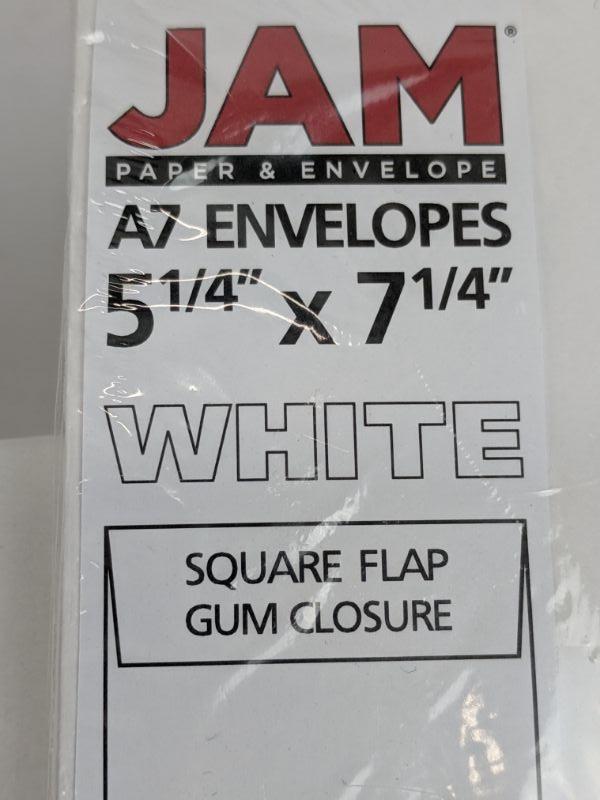 JAM®
PAPER & ENVELOPE
A7 ENVELOPES
5 1/4" x 7 1/4"
WHITE
SQUARE FLAP
GUM CLOSURE